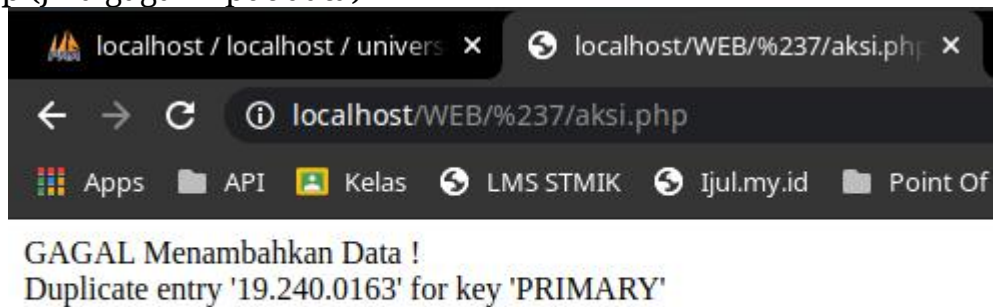 localhost / localhost / univers
localhost/WEB/%237/aksi.php
localhost/WEB/%237/aksi.php
Apps API Kelas LMS STMIK Ijul.my.id Point Of
GAGAL Menambahkan Data !
Duplicate entry '19.240.0163' for key 'PRIMARY'